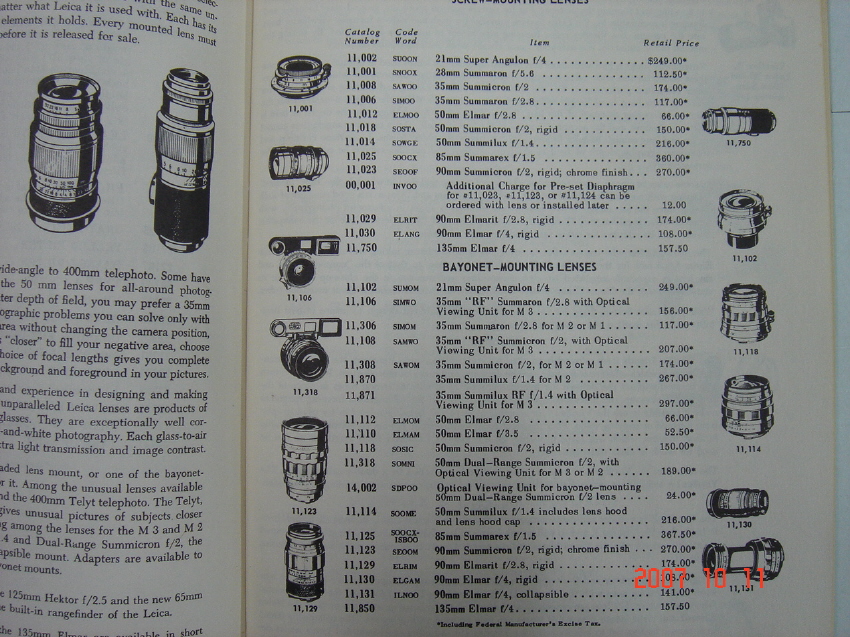 with the same un-
matter what Leica it is used with. Each has its
elements it holds. Every mounted lens must
before it is released for sale.
wide-angle to 400mm telephoto. Some have
the 50 mm lenses for all-around photog-
ter depth of field, you may prefer a 35mm
ographic problems you can solve only with
area without changing the camera position,
"closer" to fill your negative area, choose
hoice of focal lengths gives you complete
ckground and foreground in your pictures.
and experience in designing and making
unparalleled Leica lenses are products of
glasses. They are exceptionally well cor-
-and-white photography. Each glass-to-air
tra light transmission and image contrast.
aded lens mount, or one of the bayonet-
r it. Among the unusual lenses available
nd the 400mm Telyt telephoto. The Telyt,
gives unusual pictures of subjects closer
g among the lenses for the M 3 and M 2
.4 and Dual-Range Summicron f/2, the
apsible mount. Adapters are available to
yonet mounts.
e 125mm Hektor f/2.5 and the new 65mm
e built-in rangefinder of the Leica.
the 135mm Elmar are available in short
SCREW-MOUNTING LENSES
Catalog Number Code Word Item Retail Price
11,002 SUOON 21mm Super Angulon f/4 $249.00*
11,001 SNOOX 28mm Summaron f/5.6 112.50*
11,008 SAWOO 35mm Summicron f/2 174.00*
11,006 SIMOO 35mm Summaron f/2.8 117.00*
11,012 ELMOO 50mm Elmar f/2.8 66.00*
11,018 SOSTA 50mm Summicron f/2, rigid 150.00*
11,014 SOWGE 50mm Summilux f/1.4 216.00*
11,025 SOOCX 85mm Summarex f/1.5 360.00*
11,023 SEOOF 90mm Summicron f/2, rigid; chrome finish 270.00*
00,001 INVOO Additional Charge for Pre-set Diaphragm
for #11,023, #11,123, or #11,124 can be
ordered with lens or installed later 12.00
11,029 ELRIT 90mm Elmarit f/2.8, rigid 174.00*
11,030 ELANG 90mm Elmar f/4, rigid 108.00*
11,750 135mm Elmar f/4 157.50
BAYONET-MOUNTING LENSES
11,102 SUMOM 21mm Super Angulon f/4 249.00*
11,106 SIMWO 35mm "RF" Summaron f/2.8 with Optical
Viewing Unit for M 3 156.00*
11,306 SIMOM 35mm Summaron f/2.8 for M 2 or M 1 117.00*
11,108 SAMWO 35mm "RF" Summicron f/2, with Optical
Viewing Unit for M 3 207.00*
11,308 SAWOM 35mm Summicron f/2, for M 2 or M 1 174.00*
11,870 35mm Summilux f/1.4 for M 2 267.00*
11,871 35mm Summilux RF f/1.4 with Optical
Viewing Unit for M 3 297.00*
11,112 ELMOM 50mm Elmar f/2.8 66.00*
11,110 ELMAM 50mm Elmar f/3.5 52.50*
11,118 SOSIC 50mm Summicron f/2, rigid 150.00*
11,318 SOMNI 50mm Dual-Range Summicron f/2, with
Optical Viewing Unit for M 3 or M 2 189.00*
14,002 SDPOO Optical Viewing Unit for bayonet-mounting
50mm Dual-Range Summicron f/2 lens 24.00*
11,114 SOOME 50mm Summilux f/1.4 includes lens hood
and lens hood cap 216.00*
11,125 SOOCX-ISBOO 85mm Summarex f/1.5 367.50*
11,123 SEOOM 90mm Summicron f/2, rigid; chrome finish 270.00*
11,129 ELRIM 90mm Elmarit f/2.8, rigid 174.00*
11,130 ELGAM 90mm Elmar f/4, rigid 108.00*
11,131 ILNOO 90mm Elmar f/4, collapsible 141.00*
11,850 135mm Elmar f/4 157.50
*Including Federal Manufacturer's Excise Tax.
11,001
11,025
11,106
11,318
11,123
11,129
11,750
11,102
11,118
11,114
11,130
11,131
2007 10 11